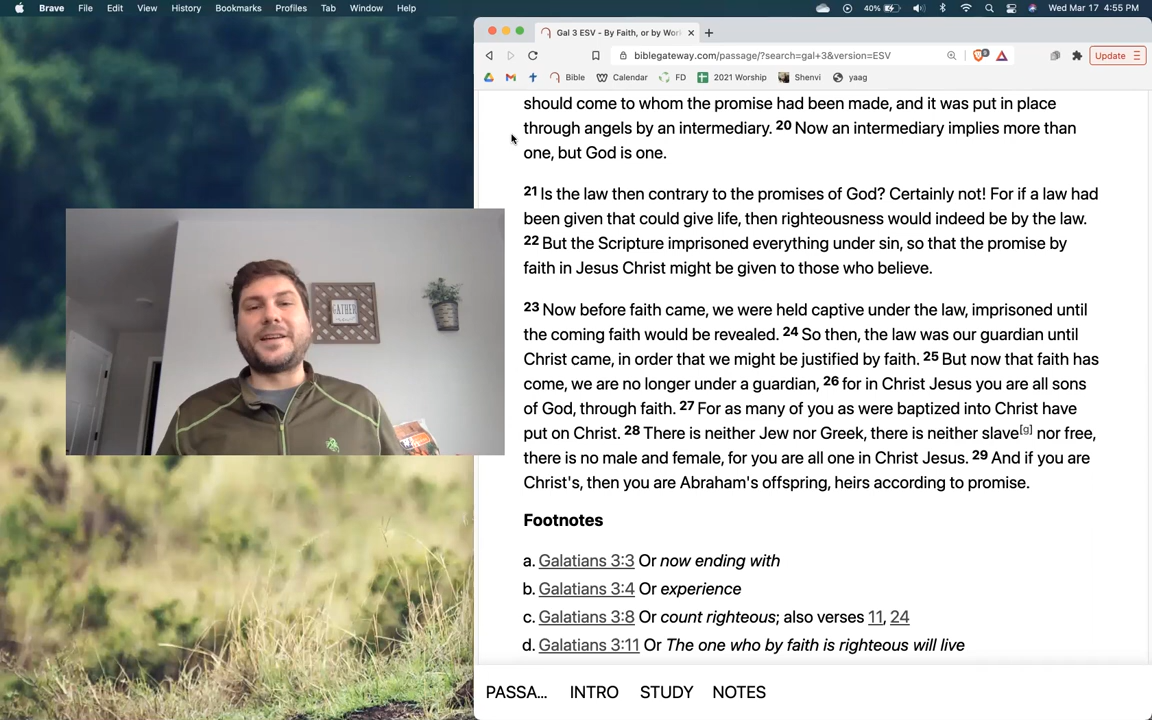 Brave File Edit View History Bookmarks Profiles Tab Window Help 40% Wed Mar 17 4:55 PM
Gal 3 ESV - By Faith, or by Wor
biblegateway.com/passage/?search=gal+3&version=ESV Update
Bible Calendar FD 2021 Worship Shenvi yaag
should come to whom the promise had been made, and it was put in place
through angels by an intermediary. 20 Now an intermediary implies more than
one, but God is one.
21 Is the law then contrary to the promises of God? Certainly not! For if a law had
been given that could give life, then righteousness would indeed be by the law.
22 But the Scripture imprisoned everything under sin, so that the promise by
faith in Jesus Christ might be given to those who believe.
23 Now before faith came, we were held captive under the law, imprisoned until
the coming faith would be revealed. 24 So then, the law was our guardian until
Christ came, in order that we might be justified by faith. 25 But now that faith has
come, we are no longer under a guardian, 26 for in Christ Jesus you are all sons
of God, through faith. 27 For as many of you as were baptized into Christ have
put on Christ. 28 There is neither Jew nor Greek, there is neither slave[g] nor free,
there is no male and female, for you are all one in Christ Jesus. 29 And if you are
Christ's, then you are Abraham's offspring, heirs according to promise.
Footnotes
a. Galatians 3:3 Or now ending with
b. Galatians 3:4 Or experience
c. Galatians 3:8 Or count righteous; also verses 11, 24
d. Galatians 3:11 Or The one who by faith is righteous will live
PASSA... INTRO STUDY NOTES
GATHER